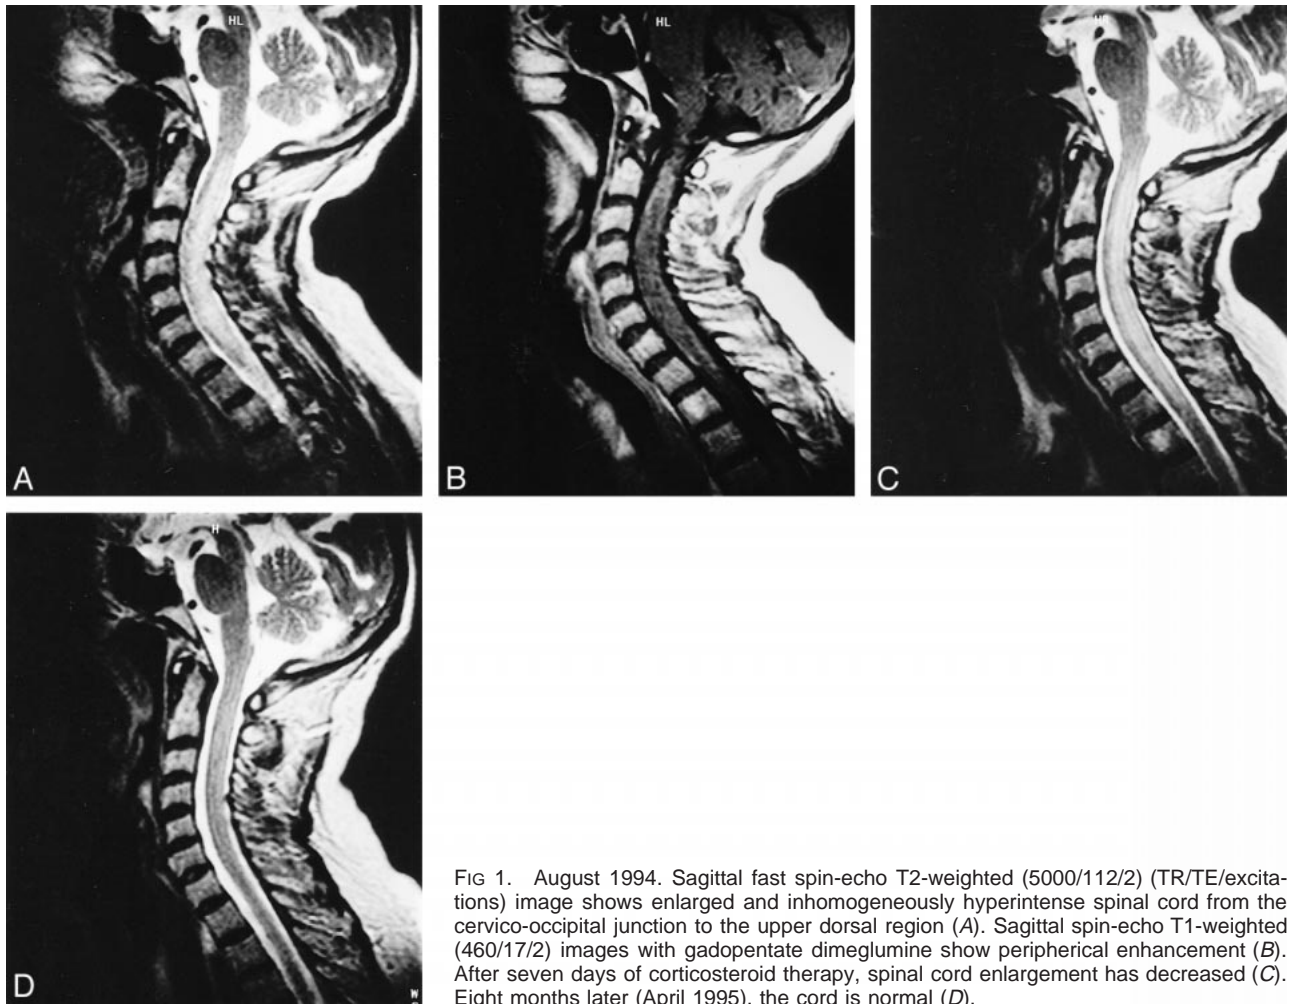 HL
A
HL
B
HF
C
H
D
W
FIG 1. August 1994. Sagittal fast spin-echo T2-weighted (5000/112/2) (TR/TE/excita-
tions) image shows enlarged and inhomogeneously hyperintense spinal cord from the
cervico-occipital junction to the upper dorsal region (A). Sagittal spin-echo T1-weighted
(460/17/2) images with gadopentate dimeglumine show peripherical enhancement (B).
After seven days of corticosteroid therapy, spinal cord enlargement has decreased (C).
Eight months later (April 1995), the cord is normal (D).